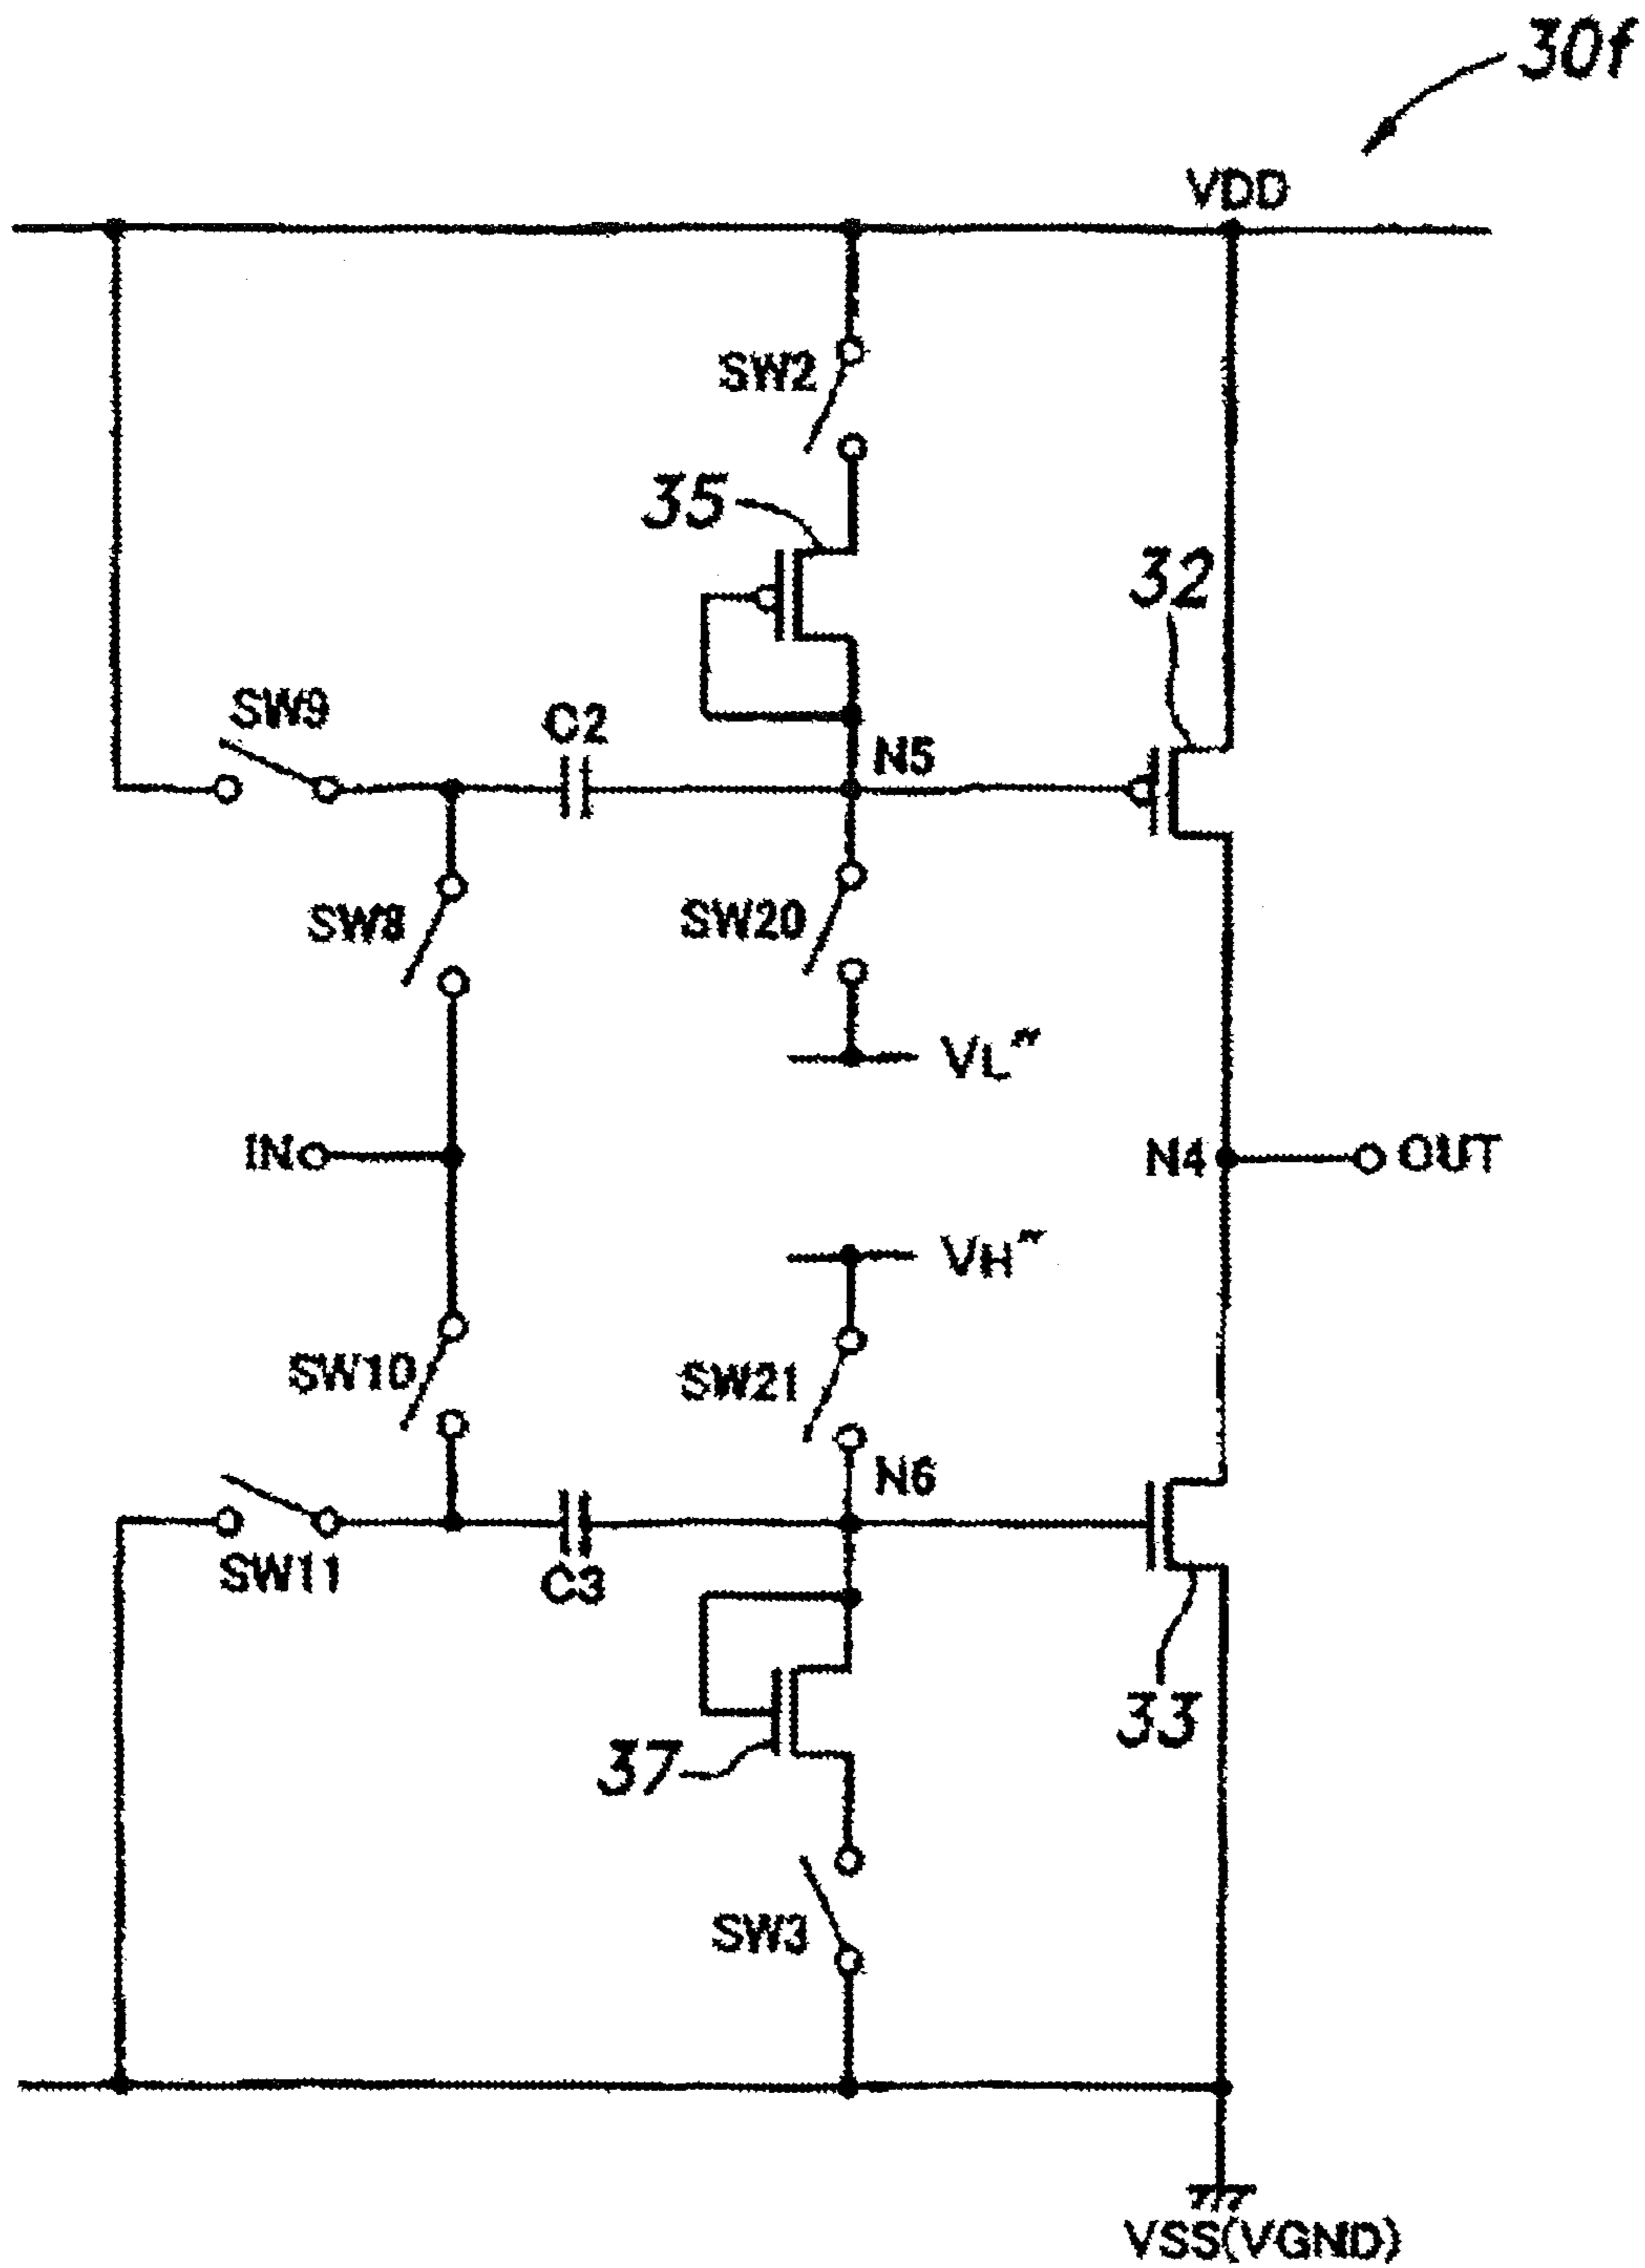 30f
VDD
SW2
35
32
SW9
C2
N5
SW8
SW20
VL'''
IN
N4
OUT
VH'''
SW10
SW21
N6
SW11
C3
33
37
SW3
VSS(VGND)